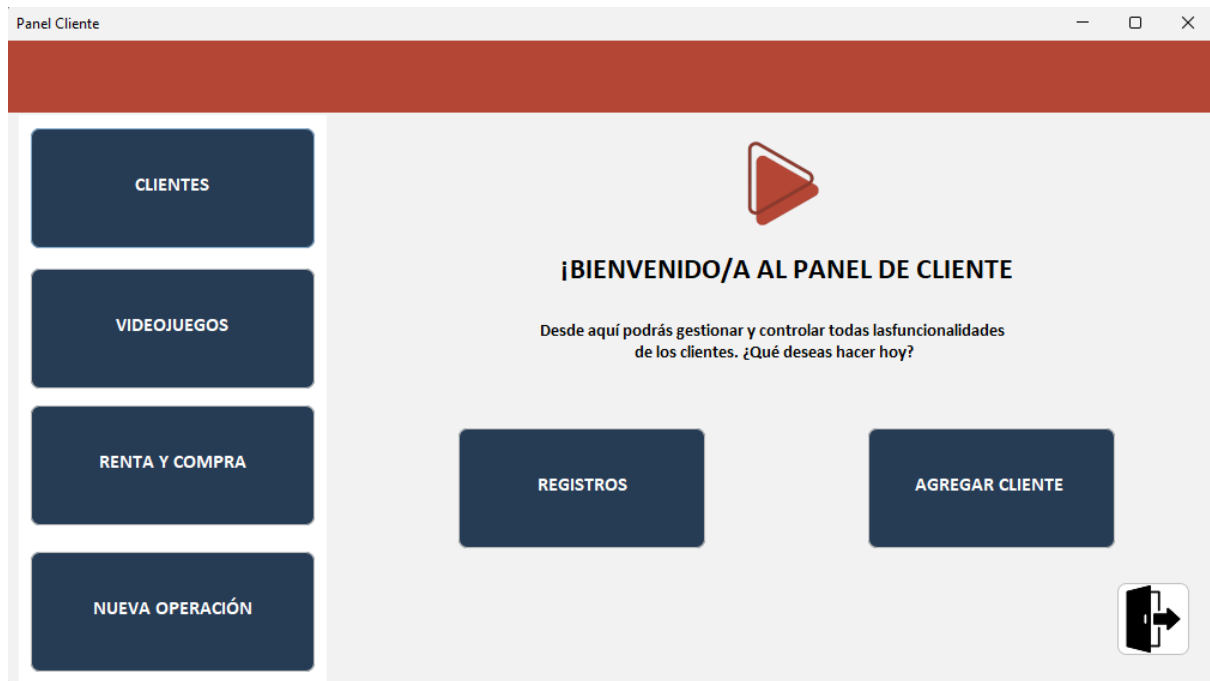 Panel Cliente
CLIENTES
VIDEOJUEGOS
RENTA Y COMPRA
NUEVA OPERACIÓN
¡BIENVENIDO/A AL PANEL DE CLIENTE
Desde aquí podrás gestionar y controlar todas lasfuncionalidades
de los clientes. ¿Qué deseas hacer hoy?
REGISTROS
AGREGAR CLIENTE